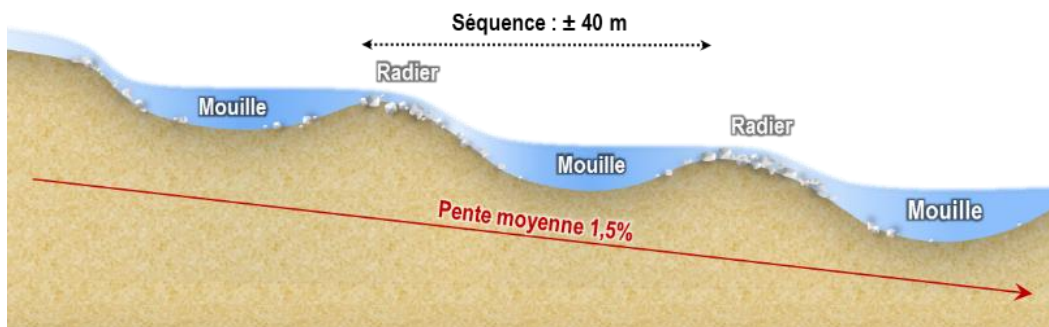 Séquence : ± 40 m
Radier
Mouille
Radier
Mouille
Mouille
Pente moyenne 1,5%